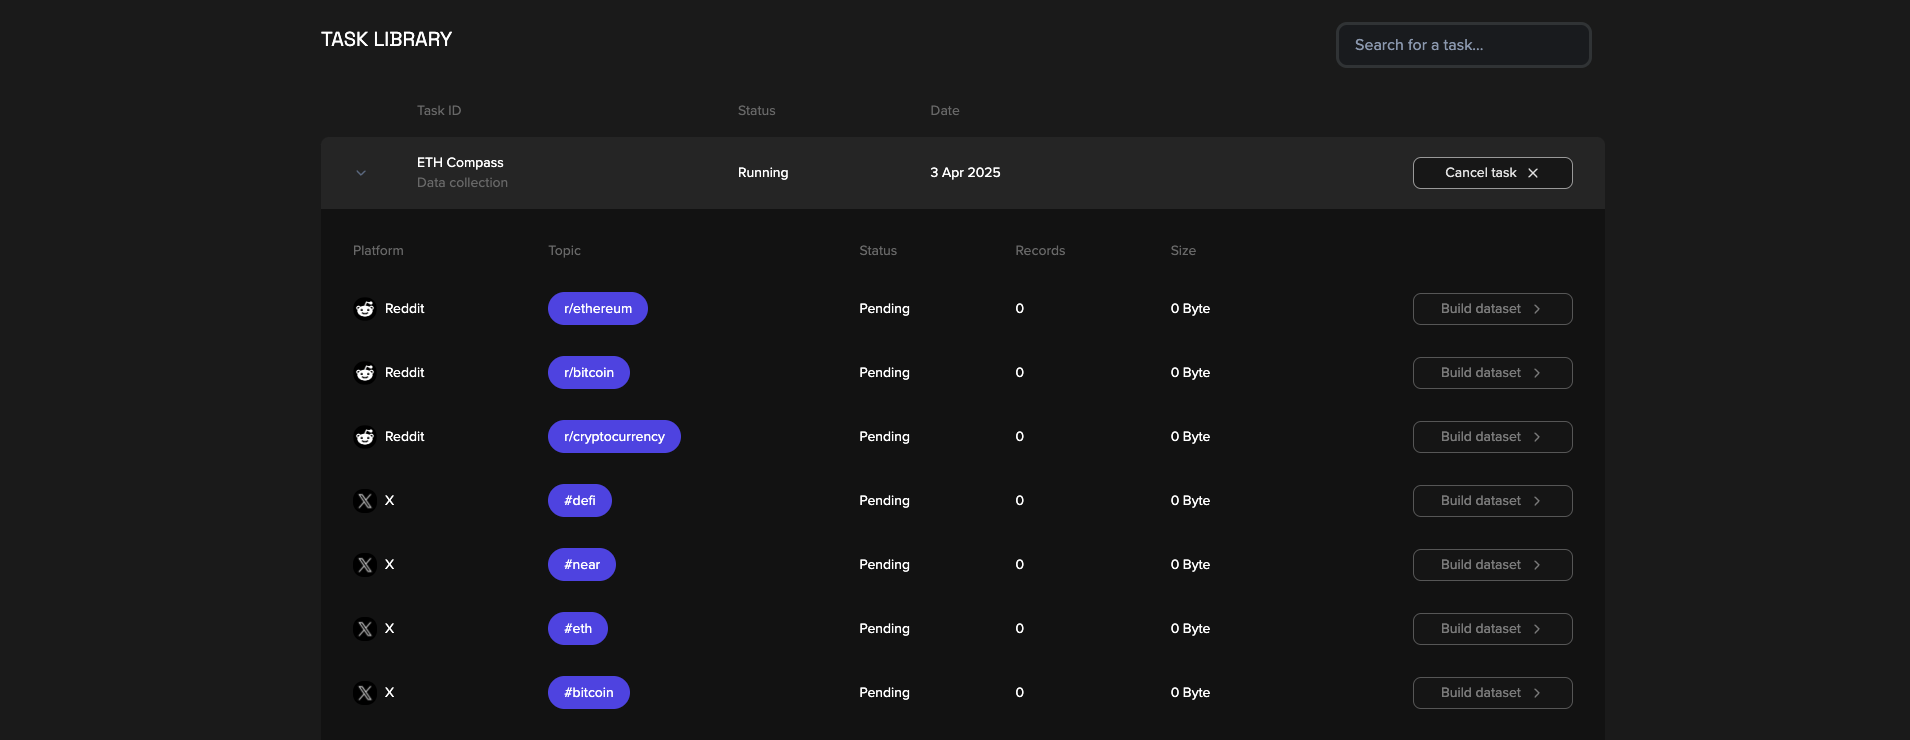 TASK LIBRARY
Search for a task...
Task ID Status Date
ETH Compass
Data collection
Running 3 Apr 2025 Cancel task
Platform Topic Status Records Size
Reddit r/ethereum Pending 0 0 Byte Build dataset
Reddit r/bitcoin Pending 0 0 Byte Build dataset
Reddit r/cryptocurrency Pending 0 0 Byte Build dataset
X #defi Pending 0 0 Byte Build dataset
X #near Pending 0 0 Byte Build dataset
X #eth Pending 0 0 Byte Build dataset
X #bitcoin Pending 0 0 Byte Build dataset